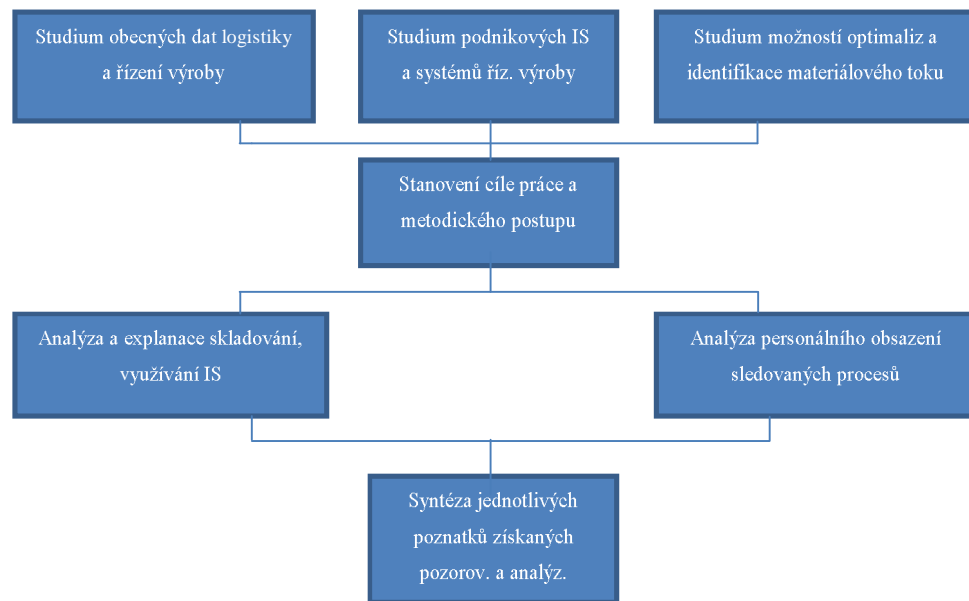 Studium obecných dat logistiky
a řízení výroby
Studium podnikových IS
a systémů říz. výroby
Studium možností optimaliz a
identifikace materiálového toku
Stanovení cíle práce a
metodického postupu
Analýza a explanace skladování,
využívání IS
Analýza personálního obsazení
sledovaných procesů
Syntéza jednotlivých
poznatků získaných
pozorov. a analýz.